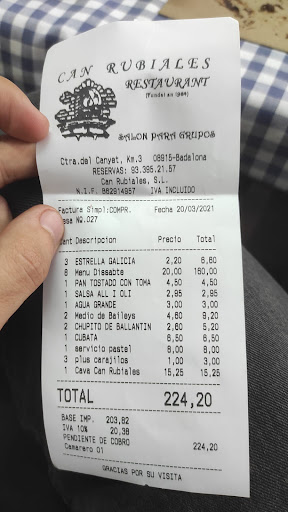 CAN RUBIALES
RESTAURANT
(Fundat en 1984)
SALON PARA GRUPOS
Ctra.del Canyet, Km.3 08915-Badalona
RESERVAS: 93.395.21.57
Can Rubiales, S.L.
N.I.F. B62914957 IVA INCLUIDO
Factura Simpl:COMPR. Fecha 20/03/2021
esa NQ.027
ant Descripcion Precio Total
3 ESTRELLA GALICIA 2,20 6,60
8 Menu Dissabte 20,00 160,00
1 PAN TOSTADO CON TOMA 4,50 4,50
1 SALSA ALL I OLI 2,95 2,95
1 AGUA GRANDE 3,00 3,00
2 Medio de Baileys 4,60 9,20
2 CHUPITO DE BALLANTIN 2,60 5,20
1 CUBATA 6,50 6,50
1 servicio pastel 8,00 8,00
3 plus carajillos 1,00 3,00
1 Cava Can Rubiales 15,25 15,25
TOTAL 224,20
BASE IMP. 203,82
IVA 10% 20,38
PENDIENTE DE COBRO 224,20
Camarero 01
GRACIAS POR SU VISITA